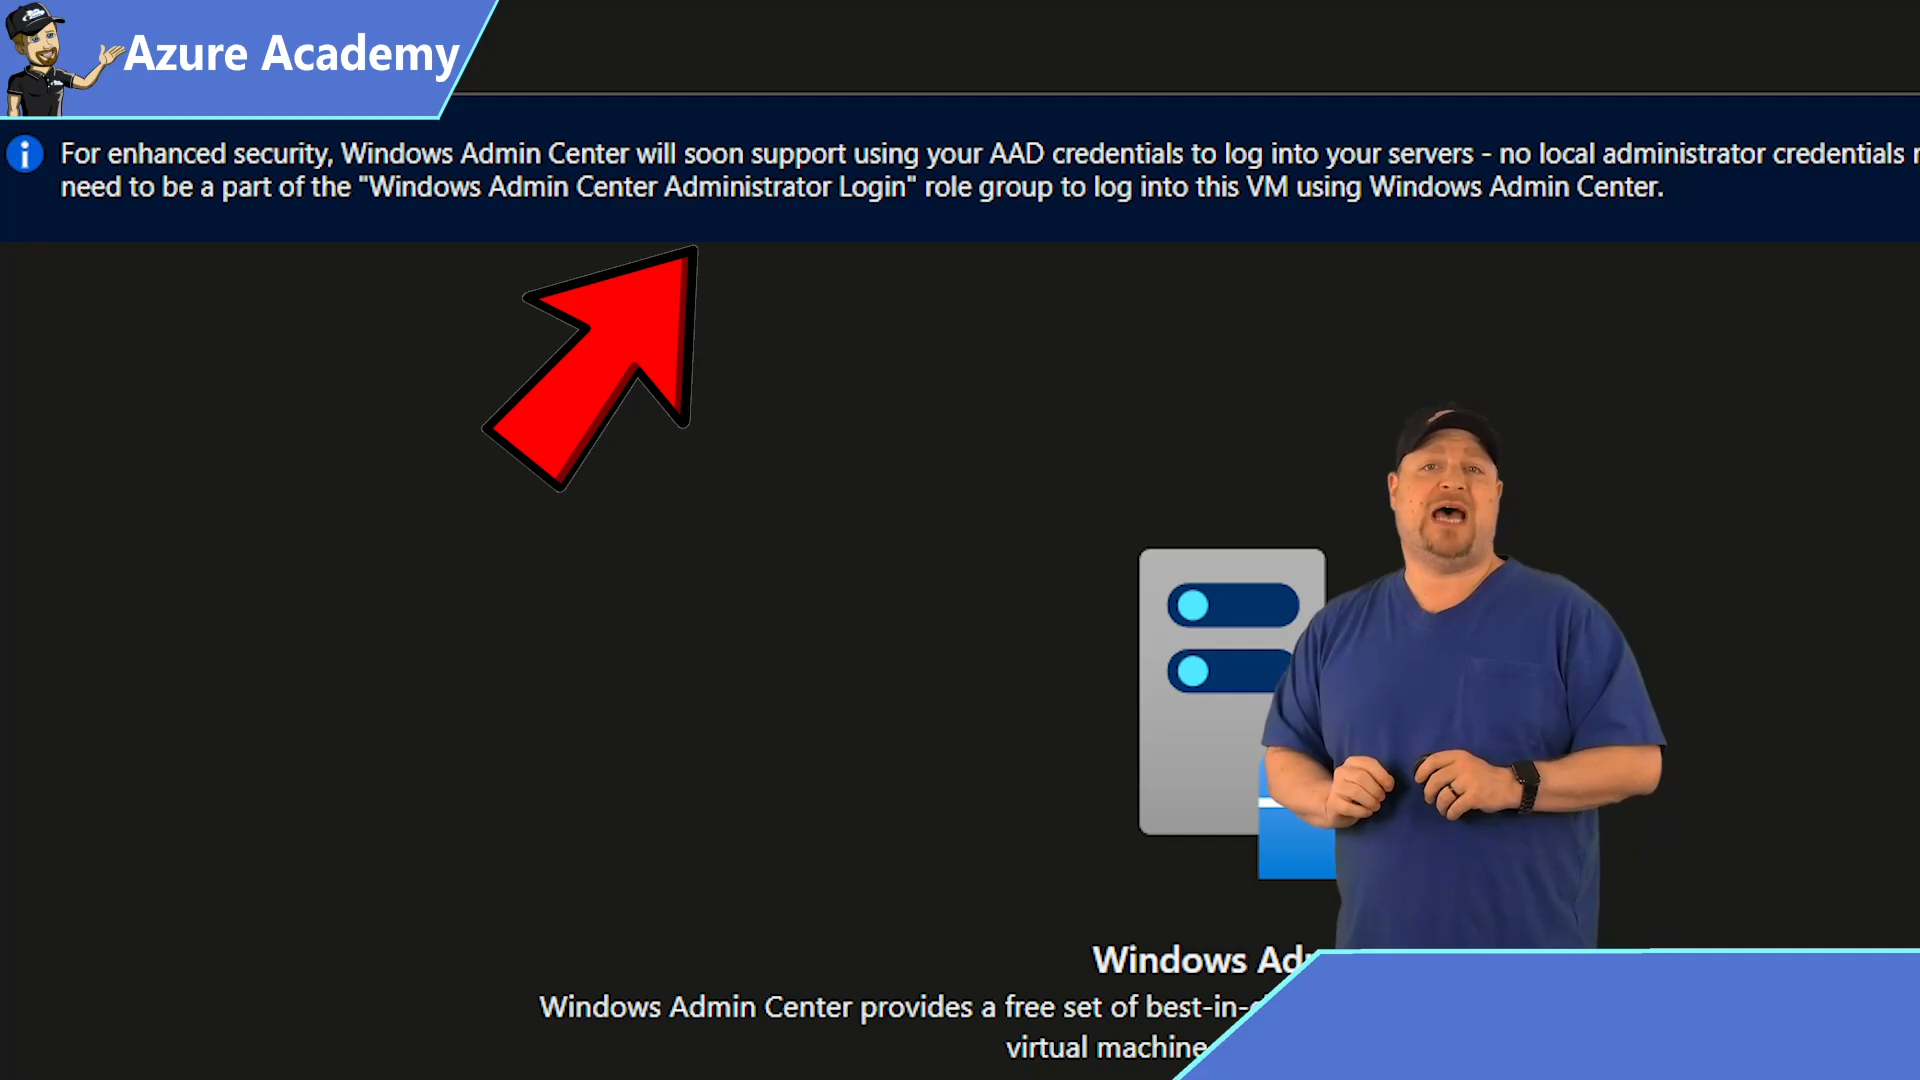 Azure Academy
For enhanced security, Windows Admin Center will soon support using your AAD credentials to log into your servers - no local administrator credentials
need to be a part of the "Windows Admin Center Administrator Login" role group to log into this VM using Windows Admin Center.
Windows Ad
Windows Admin Center provides a free set of best-in-
virtual machine